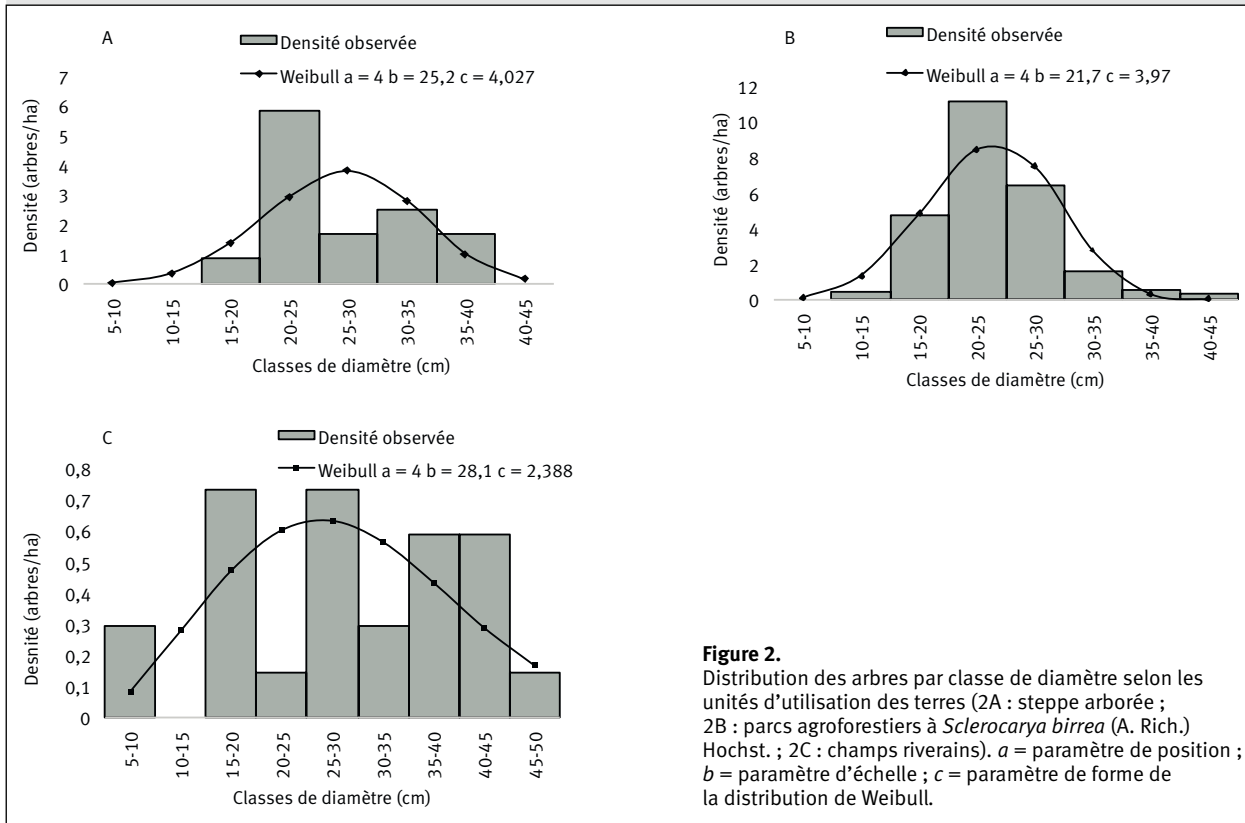 A
Densité observée
Weibull a = 4 b = 25,2 c = 4,027
Densité (arbres/ha)
7
6
5
4
3
2
1
0
5-10
10-15
15-20
20-25
25-30
30-35
35-40
40-45
Classes de diamètre (cm)
B
Densité observée
Weibull a = 4 b = 21,7 c = 3,97
Densité (arbres/ha)
12
10
8
6
4
2
0
5-10
10-15
15-20
20-25
25-30
30-35
35-40
40-45
Classes de diamètre (cm)
C
Densité observée
Weibull a = 4 b = 28,1 c = 2,388
Desnité (arbres/ha)
0,8
0,7
0,6
0,5
0,4
0,3
0,2
0,1
0
5-10
10-15
15-20
20-25
25-30
30-35
35-40
40-45
45-50
Classes de diamètre (cm)
Figure 2.
Distribution des arbres par classe de diamètre selon les
unités d'utilisation des terres (2A : steppe arborée ;
2B : parcs agroforestiers à Sclerocarya birrea (A. Rich.)
Hochst. ; 2C : champs riverains). a = paramètre de position ;
b = paramètre d'échelle ; c = paramètre de forme de
la distribution de Weibull.